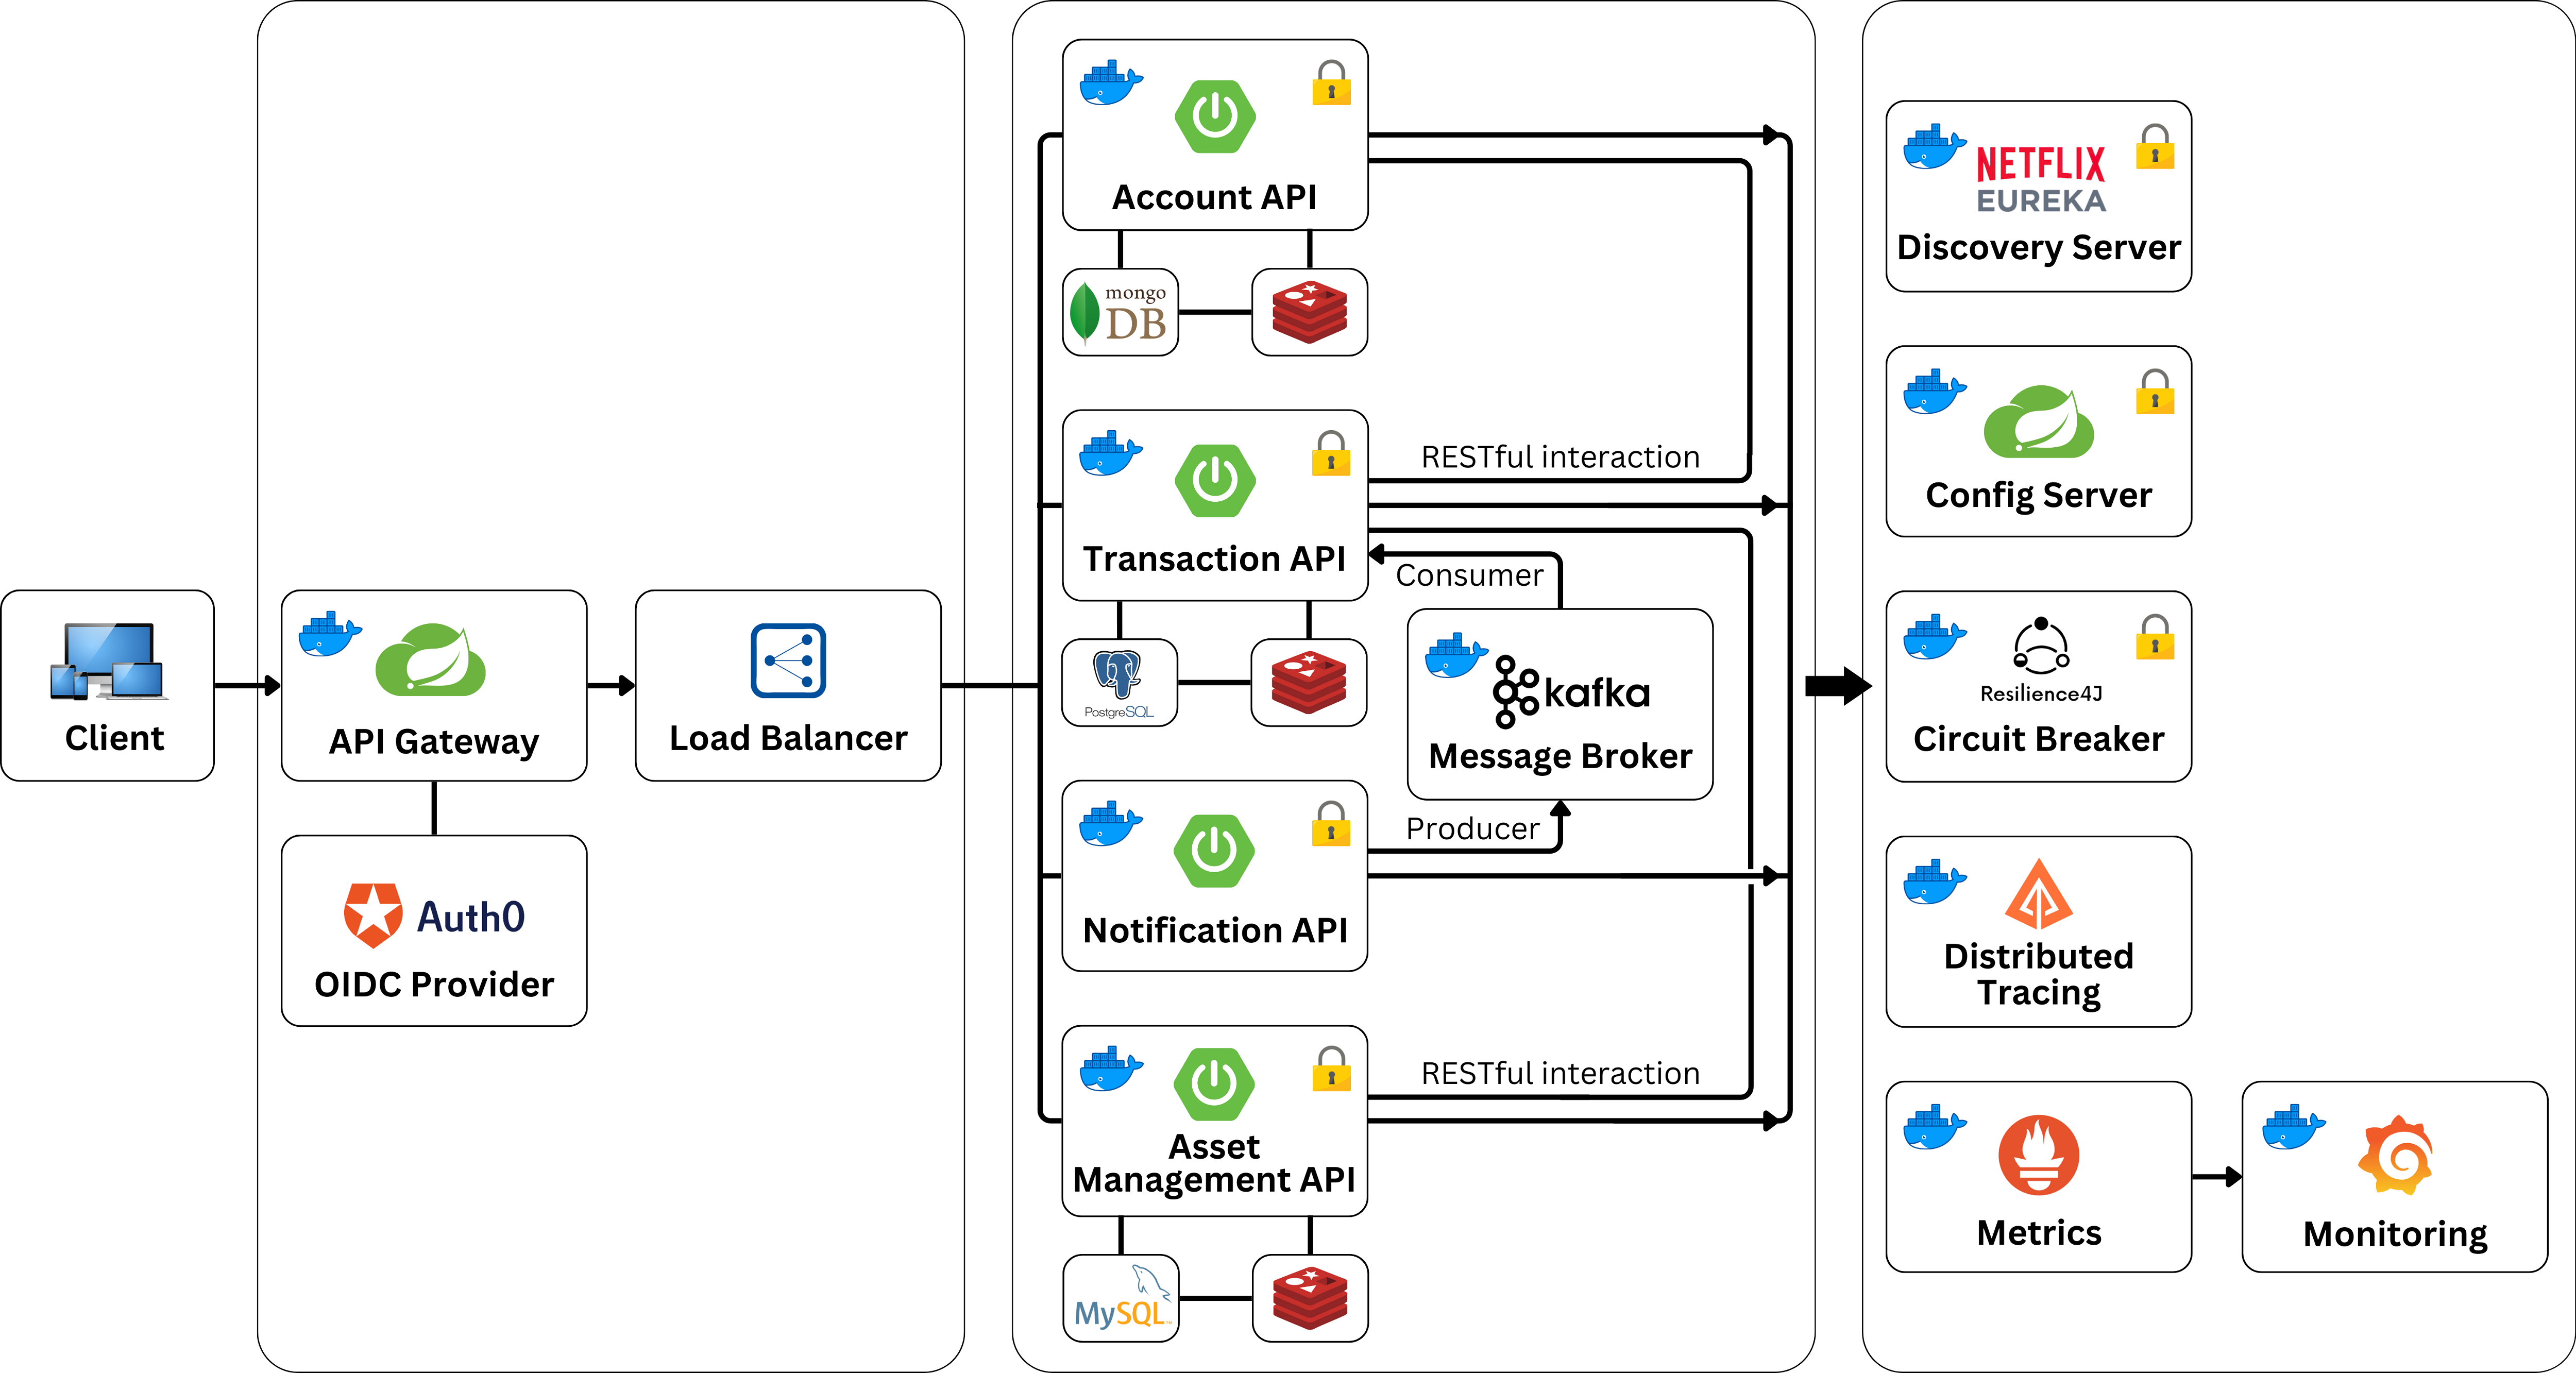 Client
API Gateway
Auth0
OIDC Provider
Load Balancer
Account API
mongo
DB
RESTful interaction
Transaction API
Consumer
PostgreSQL
kafka
Message Broker
Producer
Notification API
RESTful interaction
Asset
Management API
MySQL
NETFLIX
EUREKA
Discovery Server
Config Server
Resilience4J
Circuit Breaker
Distributed
Tracing
Metrics
Monitoring